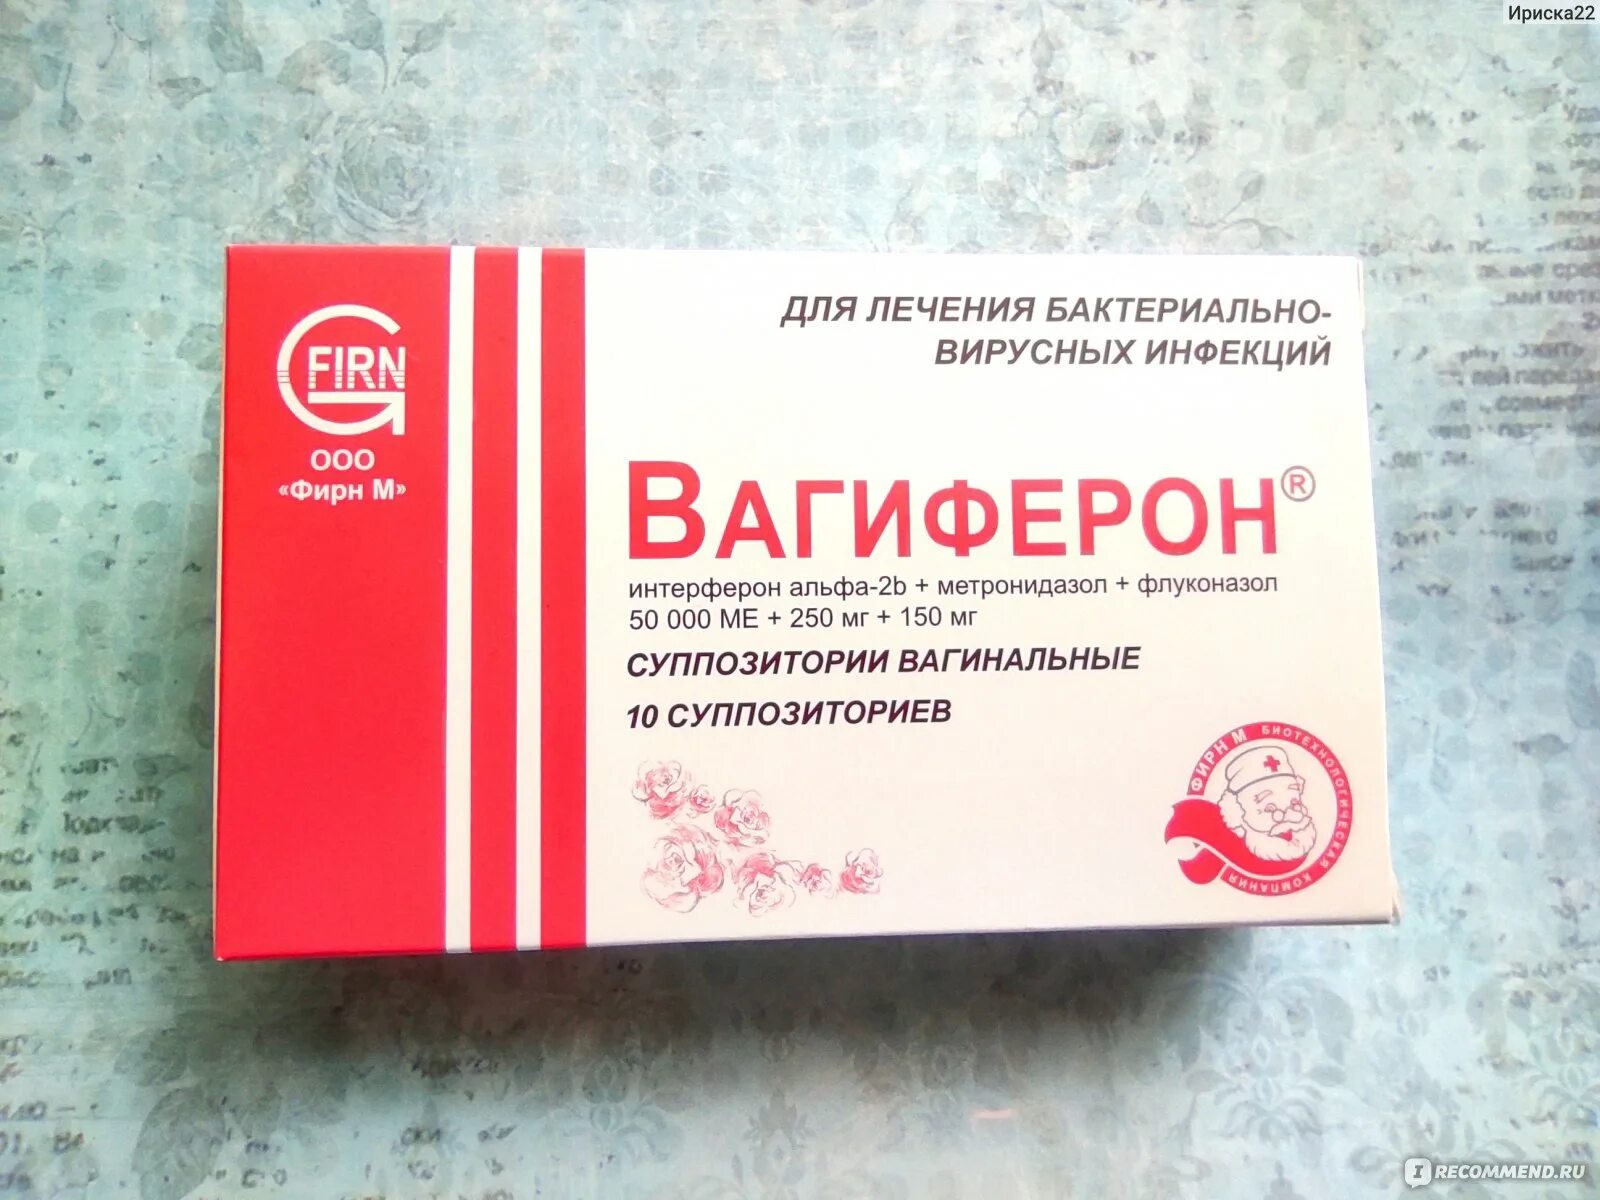 Ириска22
FIRN
ООО
«Фирн М»
ДЛЯ ЛЕЧЕНИЯ БАКТЕРИАЛЬНО-
ВИРУСНЫХ ИНФЕКЦИЙ
ВАГИФЕРОН®
интерферон альфа-2b + метронидазол + флуконазол
50 000 МЕ + 250 мг + 150 мг
СУППОЗИТОРИИ ВАГИНАЛЬНЫЕ
10 СУППОЗИТОРИЕВ
ФИРН М БИОТЕХНОЛОГИЧЕСКАЯ КОМПАНИЯ
IRECOMMEND.RU